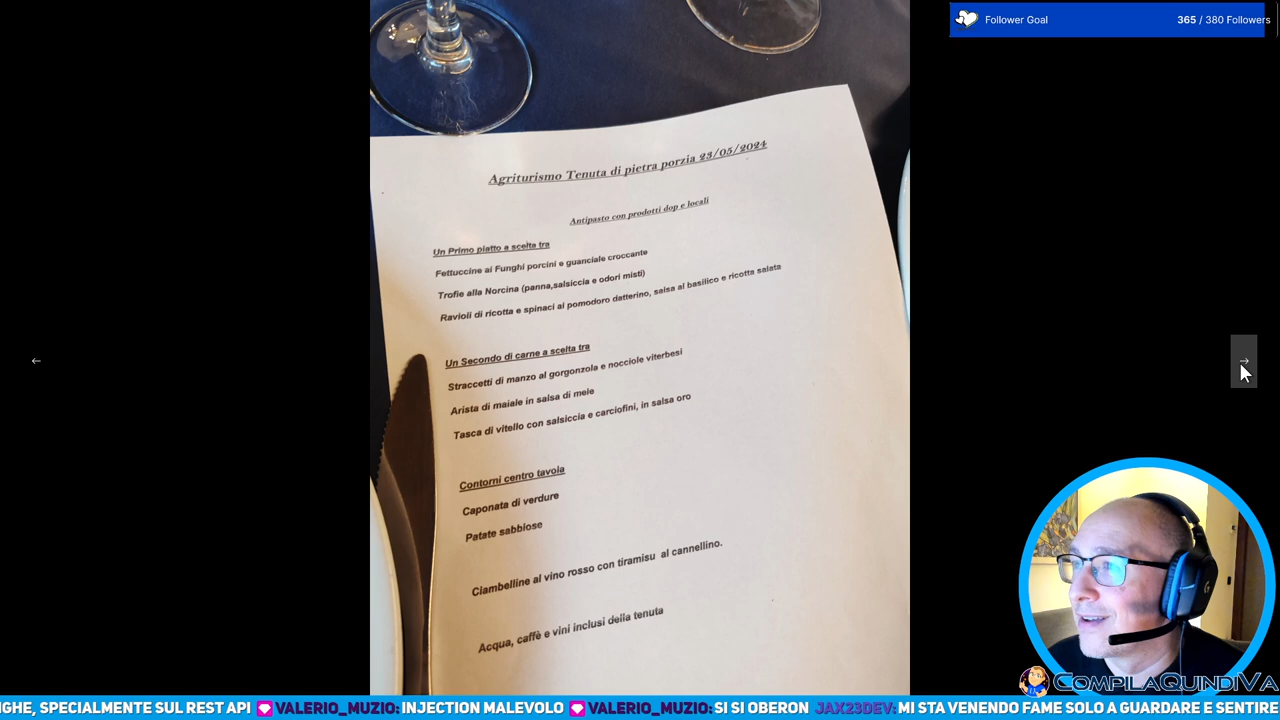 Follower Goal 365 / 380 Followers
Agriturismo Tenuta di pietra porzia 23/05/2024
Antipasto con prodotti dop e locali
Un Primo piatto a scelta tra
Fettuccine ai Funghi porcini e guanciale croccante
Trofie alla Norcina (panna,salsiccia e odori misti)
Ravioli di ricotta e spinaci al pomodoro datterino, salsa al basilico e ricotta salata
Un Secondo di carne a scelta tra
Straccetti di manzo al gorgonzola e nocciole viterbesi
Arista di maiale in salsa di mele
Tasca di vitello con salsiccia e carciofini, in salsa oro
Contorni centro tavola
Caponata di verdure
Patate sabbiose
Ciambelline al vino rosso con tiramisu al cannellino.
Acqua, caffè e vini inclusi della tenuta
COMPILAQUINDIVA
NGHE, SPECIALMENTE SUL REST API VALERIO_MUZIO: INJECTION MALEVOLO VALERIO_MUZIO: SI SI OBERON JAX23DEV: MI STA VENENDO FAME SOLO A GUARDARE E SENTIRE